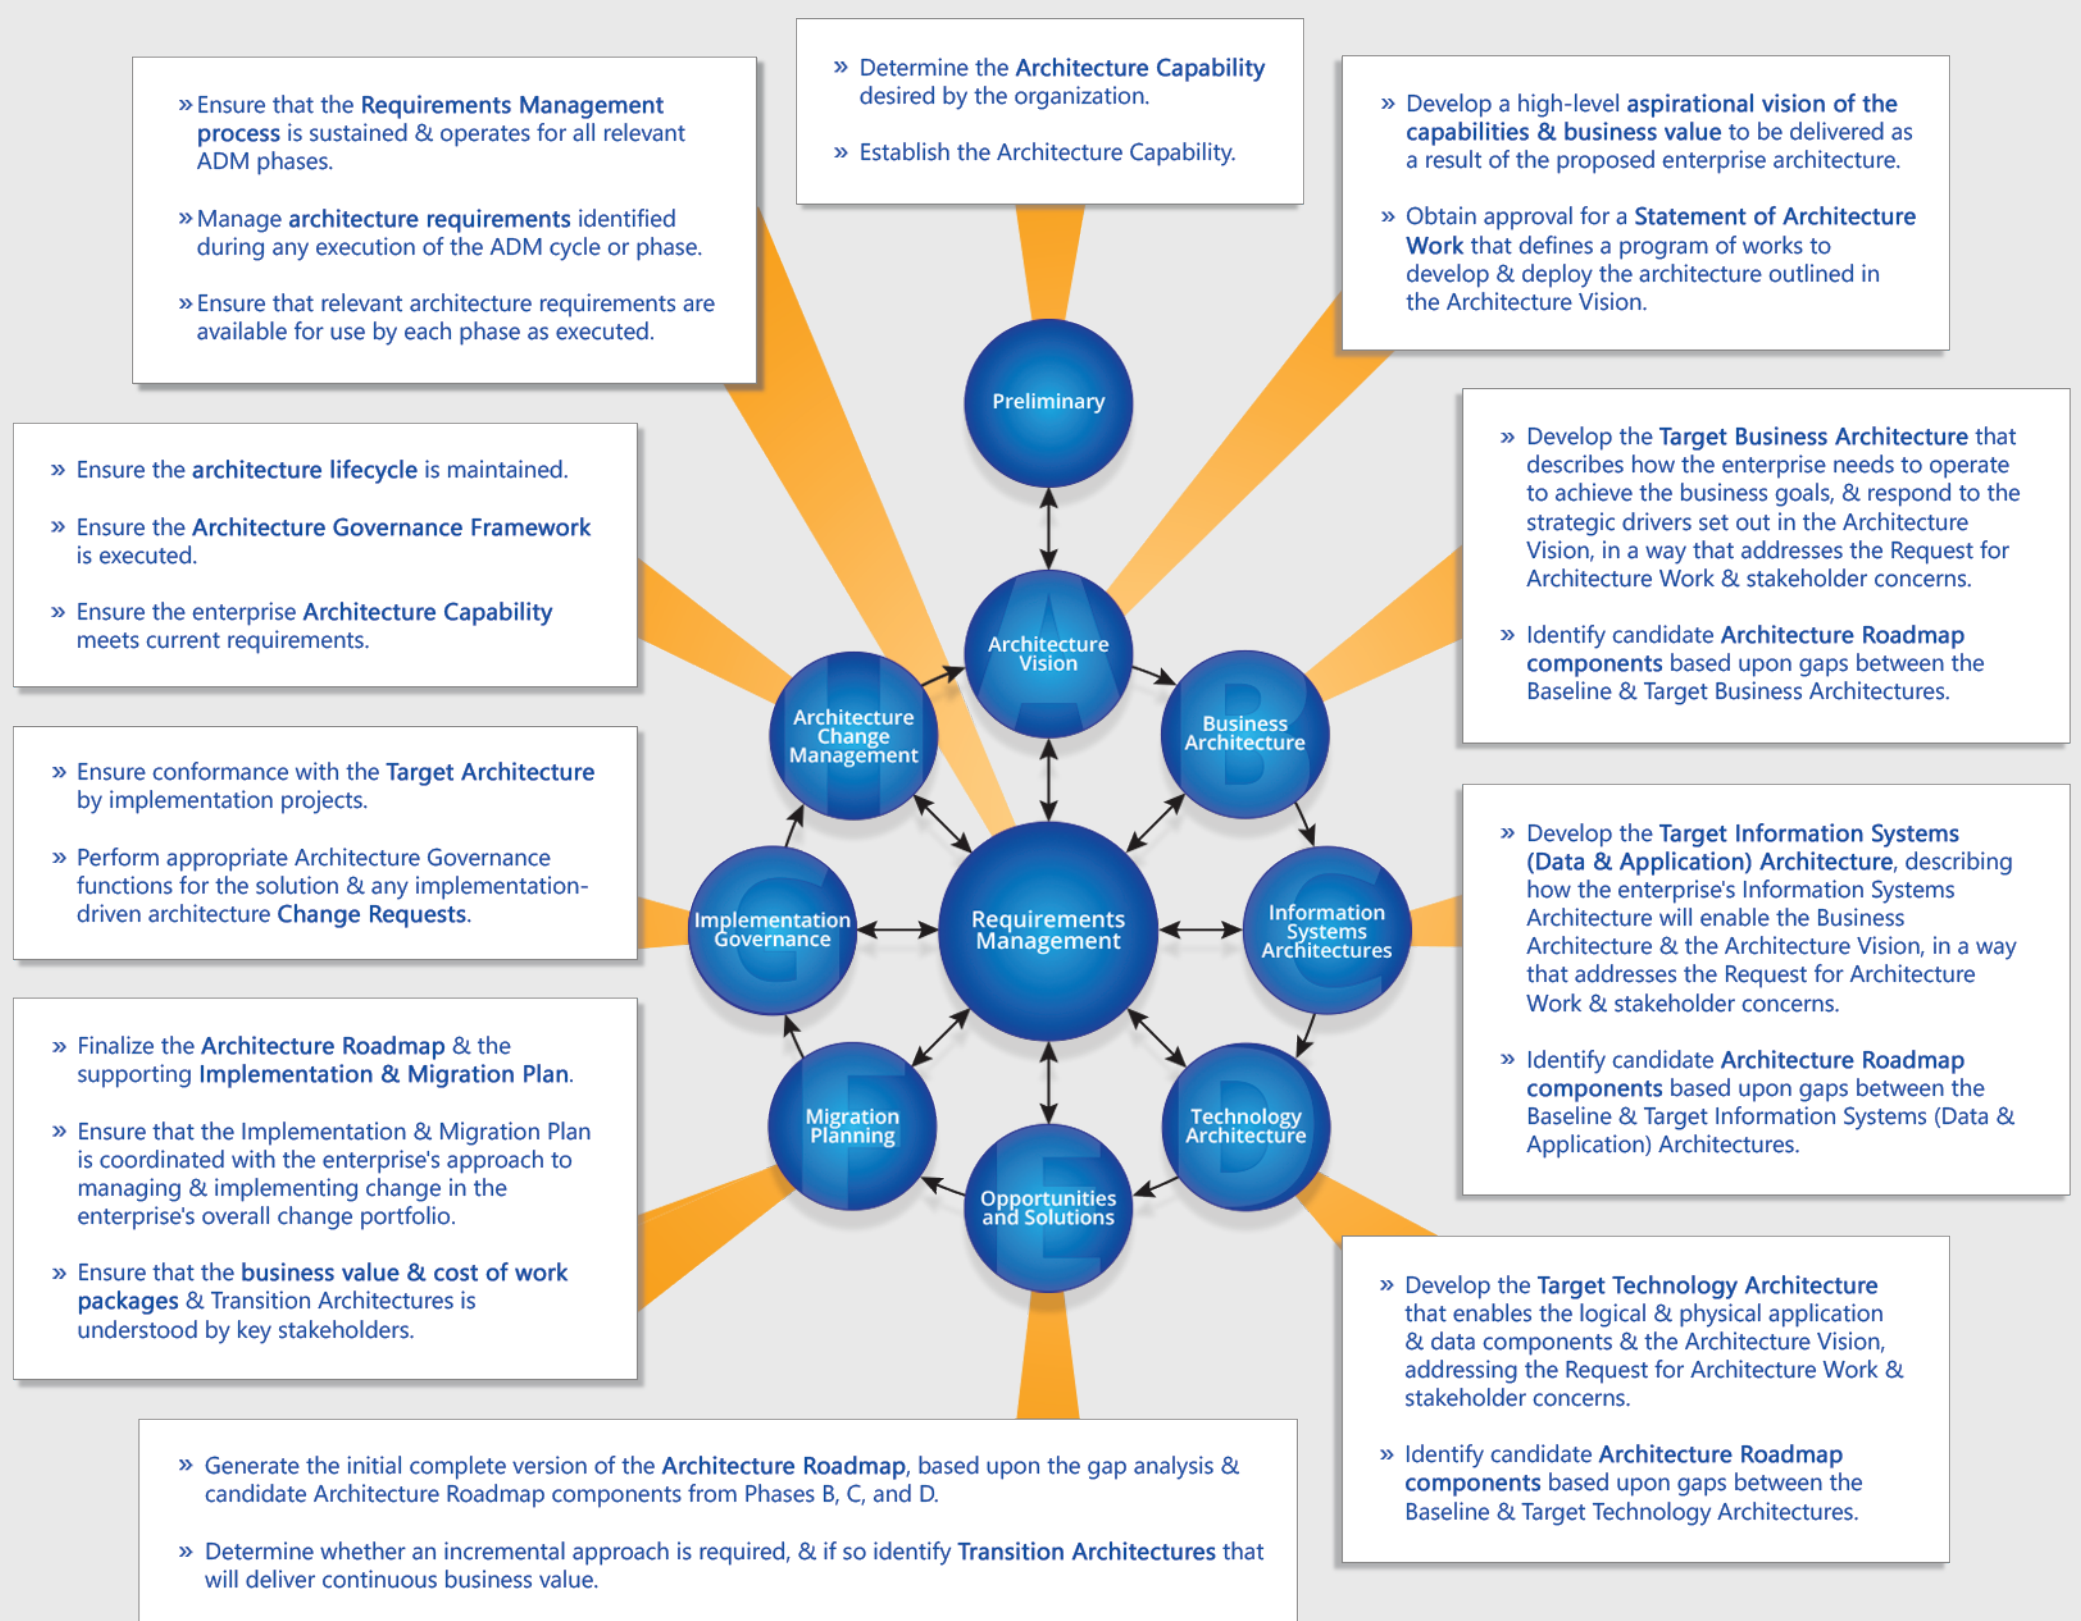 » Determine the Architecture Capability
desired by the organization.
» Establish the Architecture Capability.
» Ensure that the Requirements Management
process is sustained & operates for all relevant
ADM phases.
» Manage architecture requirements identified
during any execution of the ADM cycle or phase.
» Ensure that relevant architecture requirements are
available for use by each phase as executed.
» Develop a high-level aspirational vision of the
capabilities & business value to be delivered as
a result of the proposed enterprise architecture.
» Obtain approval for a Statement of Architecture
Work that defines a program of works to
develop & deploy the architecture outlined in
the Architecture Vision.
» Ensure the architecture lifecycle is maintained.
» Ensure the Architecture Governance Framework
is executed.
» Ensure the enterprise Architecture Capability
meets current requirements.
» Develop the Target Business Architecture that
describes how the enterprise needs to operate
to achieve the business goals, & respond to the
strategic drivers set out in the Architecture
Vision, in a way that addresses the Request for
Architecture Work & stakeholder concerns.
» Identify candidate Architecture Roadmap
components based upon gaps between the
Baseline & Target Business Architectures.
» Ensure conformance with the Target Architecture
by implementation projects.
» Perform appropriate Architecture Governance
functions for the solution & any implementation-
driven architecture Change Requests.
» Develop the Target Information Systems
(Data & Application) Architecture, describing
how the enterprise's Information Systems
Architecture will enable the Business
Architecture & the Architecture Vision, in a way
that addresses the Request for Architecture
Work & stakeholder concerns.
» Identify candidate Architecture Roadmap
components based upon gaps between the
Baseline & Target Information Systems (Data &
Application) Architectures.
» Finalize the Architecture Roadmap & the
supporting Implementation & Migration Plan.
» Ensure that the Implementation & Migration Plan
is coordinated with the enterprise's approach to
managing & implementing change in the
enterprise's overall change portfolio.
» Ensure that the business value & cost of work
packages & Transition Architectures is
understood by key stakeholders.
» Develop the Target Technology Architecture
that enables the logical & physical application
& data components & the Architecture Vision,
addressing the Request for Architecture Work &
stakeholder concerns.
» Identify candidate Architecture Roadmap
components based upon gaps between the
Baseline & Target Technology Architectures.
» Generate the initial complete version of the Architecture Roadmap, based upon the gap analysis &
candidate Architecture Roadmap components from Phases B, C, and D.
» Determine whether an incremental approach is required, & if so identify Transition Architectures that
will deliver continuous business value.
Preliminary
A
Architecture
Vision
B
Business
Architecture
C
Information
Systems
Architectures
D
Technology
Architecture
E
Opportunities
and Solutions
F
Migration
Planning
G
Implementation
Governance
H
Architecture
Change
Management
Requirements
Management